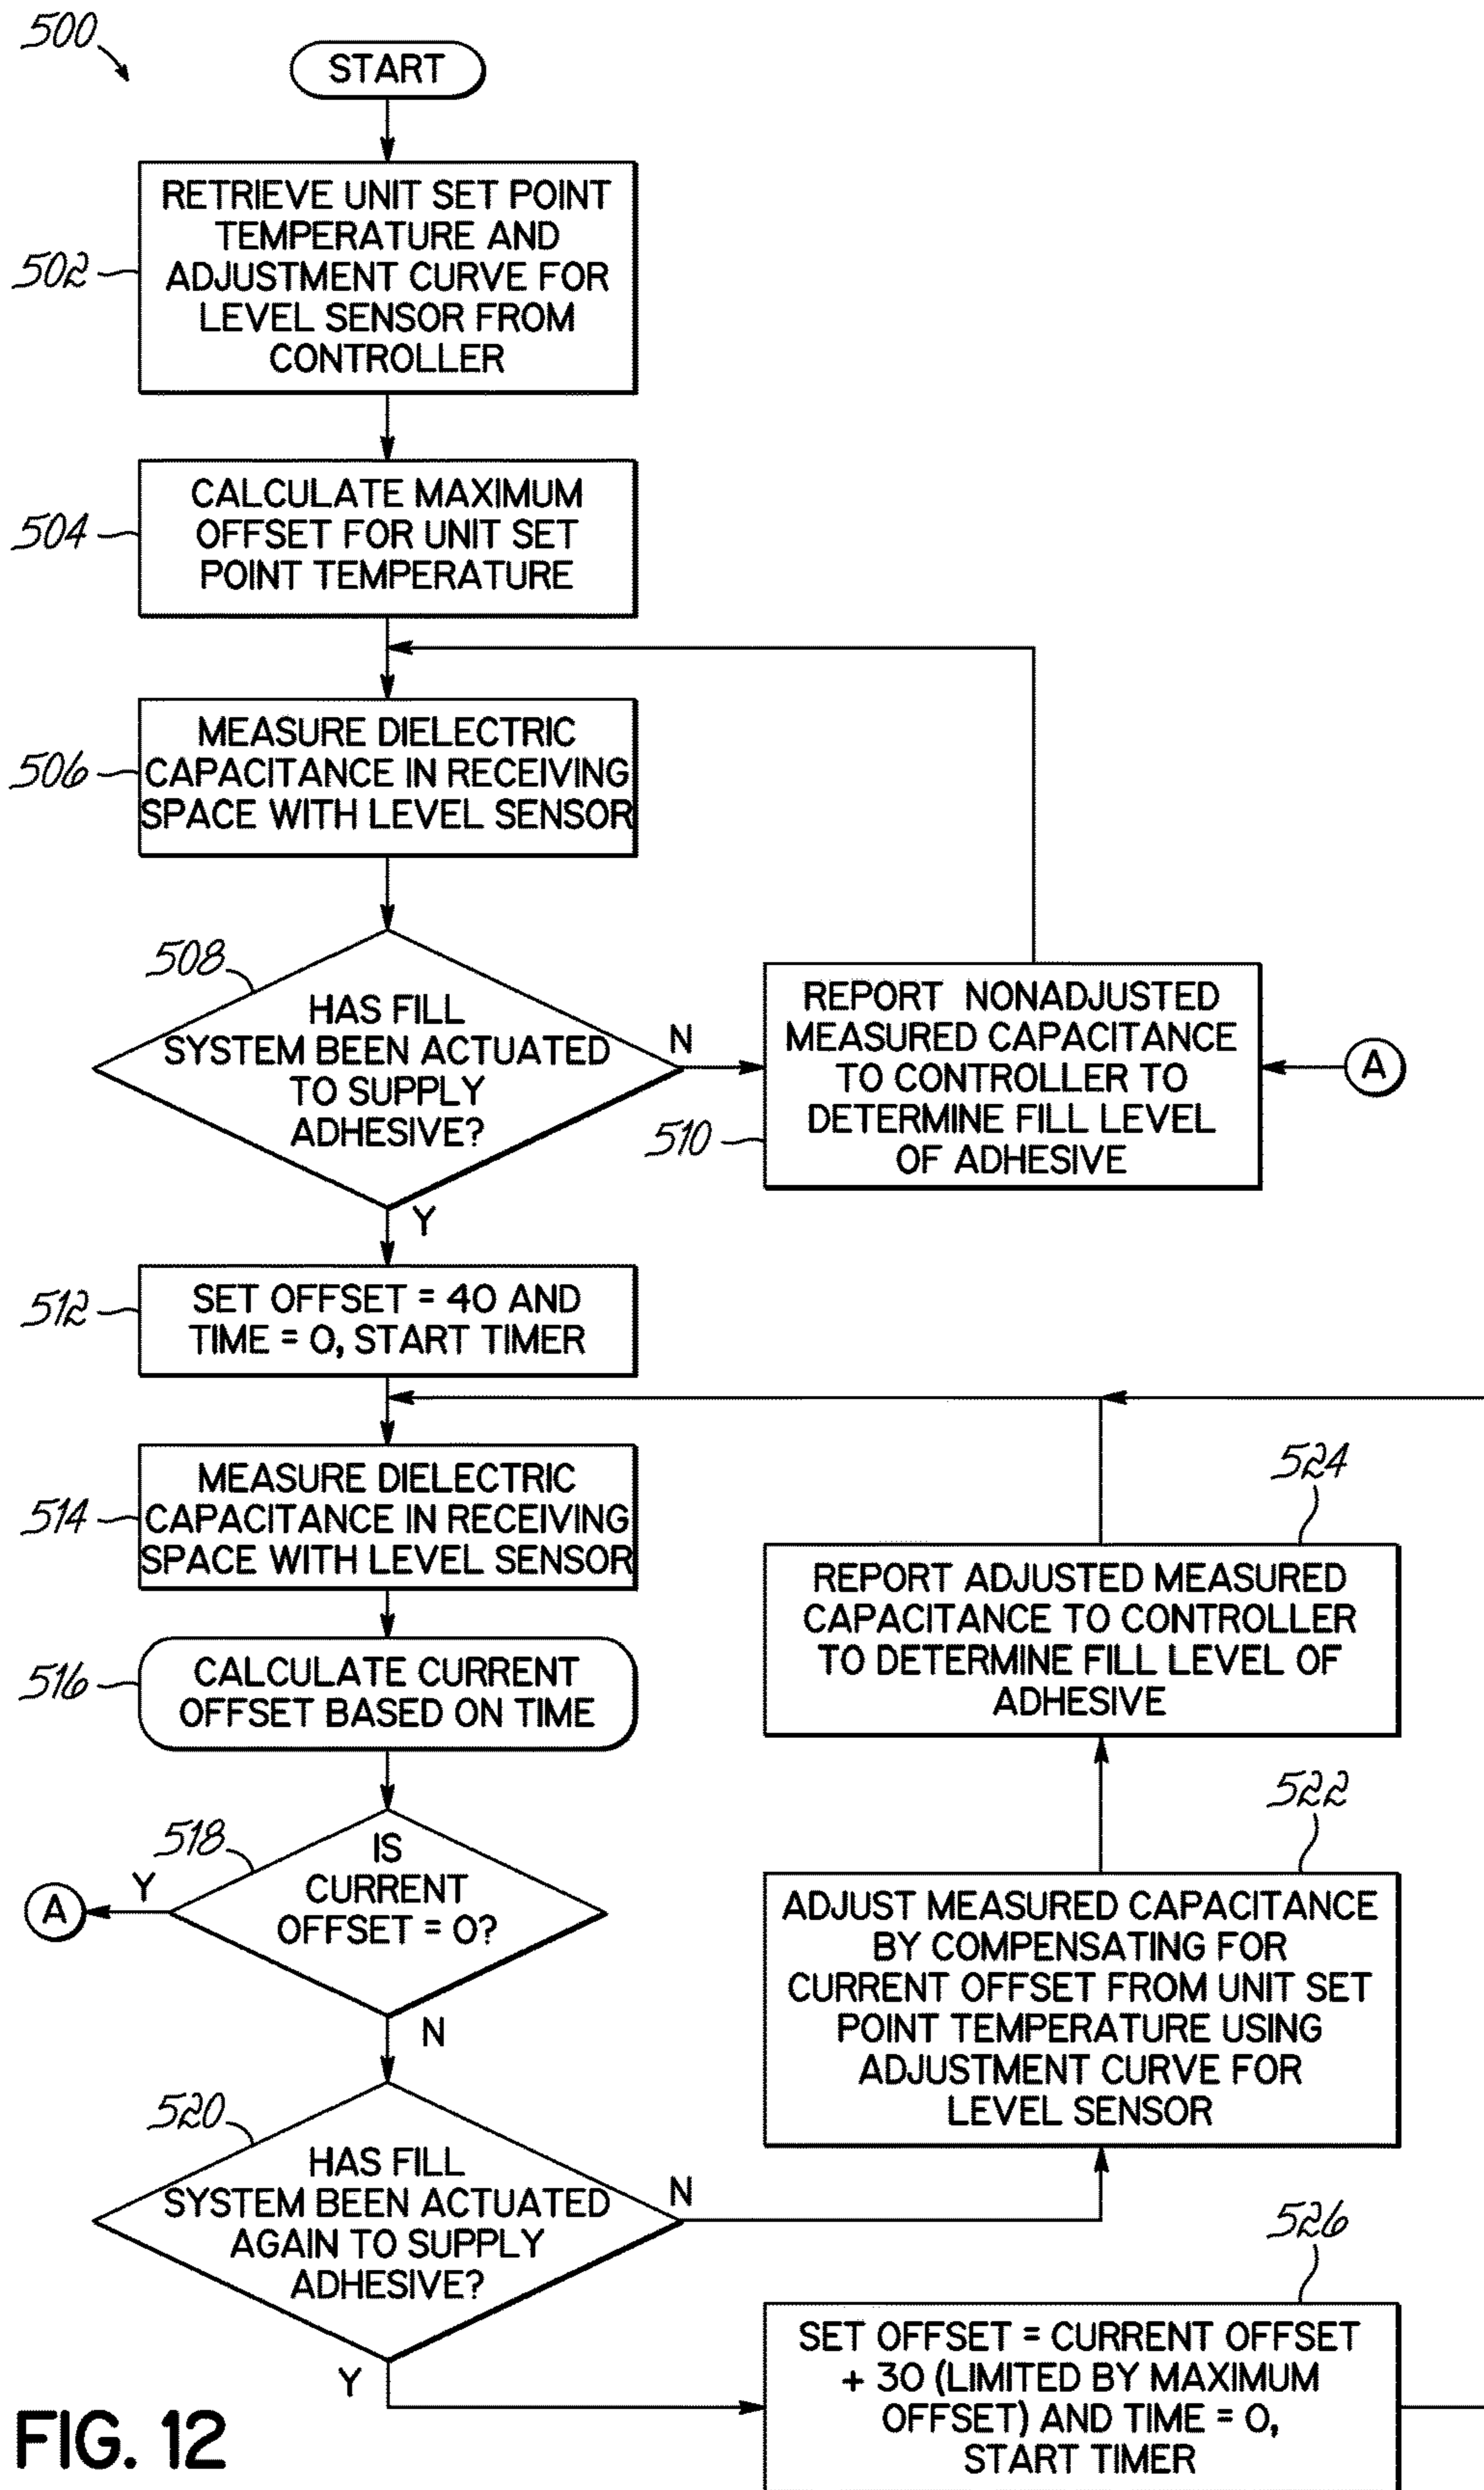 500
START
502
RETRIEVE UNIT SET POINT
TEMPERATURE AND
ADJUSTMENT CURVE FOR
LEVEL SENSOR FROM
CONTROLLER
504
CALCULATE MAXIMUM
OFFSET FOR UNIT SET
POINT TEMPERATURE
506
MEASURE DIELECTRIC
CAPACITANCE IN RECEIVING
SPACE WITH LEVEL SENSOR
508
HAS FILL
SYSTEM BEEN ACTUATED
TO SUPPLY
ADHESIVE?
N
Y
510
REPORT NONADJUSTED
MEASURED CAPACITANCE
TO CONTROLLER TO
DETERMINE FILL LEVEL
OF ADHESIVE
A
512
SET OFFSET = 40 AND
TIME = 0, START TIMER
514
MEASURE DIELECTRIC
CAPACITANCE IN RECEIVING
SPACE WITH LEVEL SENSOR
516
CALCULATE CURRENT
OFFSET BASED ON TIME
518
IS
CURRENT
OFFSET = 0?
Y
A
N
520
HAS FILL
SYSTEM BEEN ACTUATED
AGAIN TO SUPPLY
ADHESIVE?
N
Y
524
REPORT ADJUSTED MEASURED
CAPACITANCE TO CONTROLLER
TO DETERMINE FILL LEVEL OF
ADHESIVE
522
ADJUST MEASURED CAPACITANCE
BY COMPENSATING FOR
CURRENT OFFSET FROM UNIT SET
POINT TEMPERATURE USING
ADJUSTMENT CURVE FOR
LEVEL SENSOR
526
SET OFFSET = CURRENT OFFSET
+ 30 (LIMITED BY MAXIMUM
OFFSET) AND TIME = 0,
START TIMER
FIG. 12